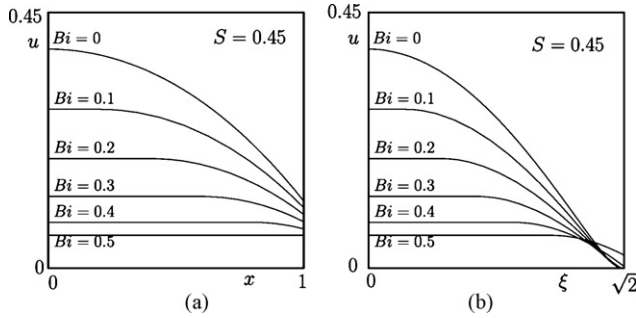 0.45
u
S = 0.45
Bi = 0
Bi = 0.1
Bi = 0.2
Bi = 0.3
Bi = 0.4
Bi = 0.5
0
0
x
1
(a)
0.45
u
S = 0.45
Bi = 0
Bi = 0.1
Bi = 0.2
Bi = 0.3
Bi = 0.4
Bi = 0.5
0
0
ξ
√2
(b)